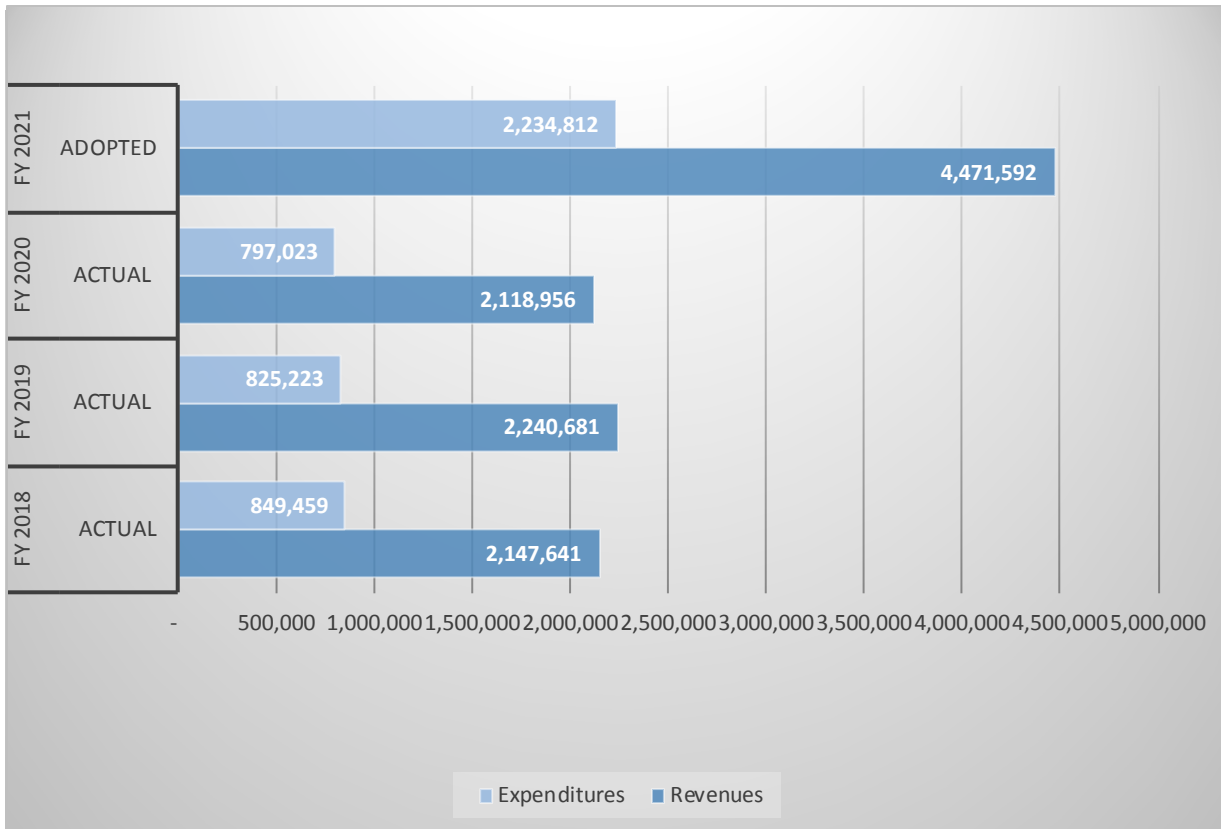 FY 2021
ADOPTED
2,234,812
4,471,592
FY 2020
ACTUAL
797,023
2,118,956
FY 2019
ACTUAL
825,223
2,240,681
FY 2018
ACTUAL
849,459
2,147,641
- 500,000 1,000,000 1,500,000 2,000,000 2,500,000 3,000,000 3,500,000 4,000,000 4,500,000 5,000,000
Expenditures Revenues